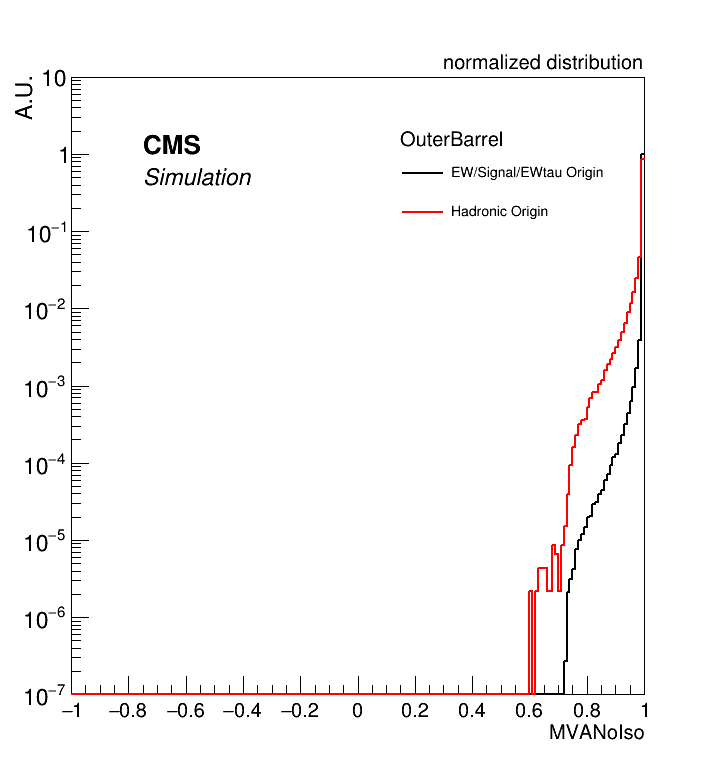 normalized distribution
A.U.
10
1
10⁻¹
10⁻²
10⁻³
10⁻⁴
10⁻⁵
10⁻⁶
10⁻⁷
CMS
Simulation
OuterBarrel
EW/Signal/EWtau Origin
Hadronic Origin
−1 −0.8 −0.6 −0.4 −0.2 0 0.2 0.4 0.6 0.8 1
MVANoIso